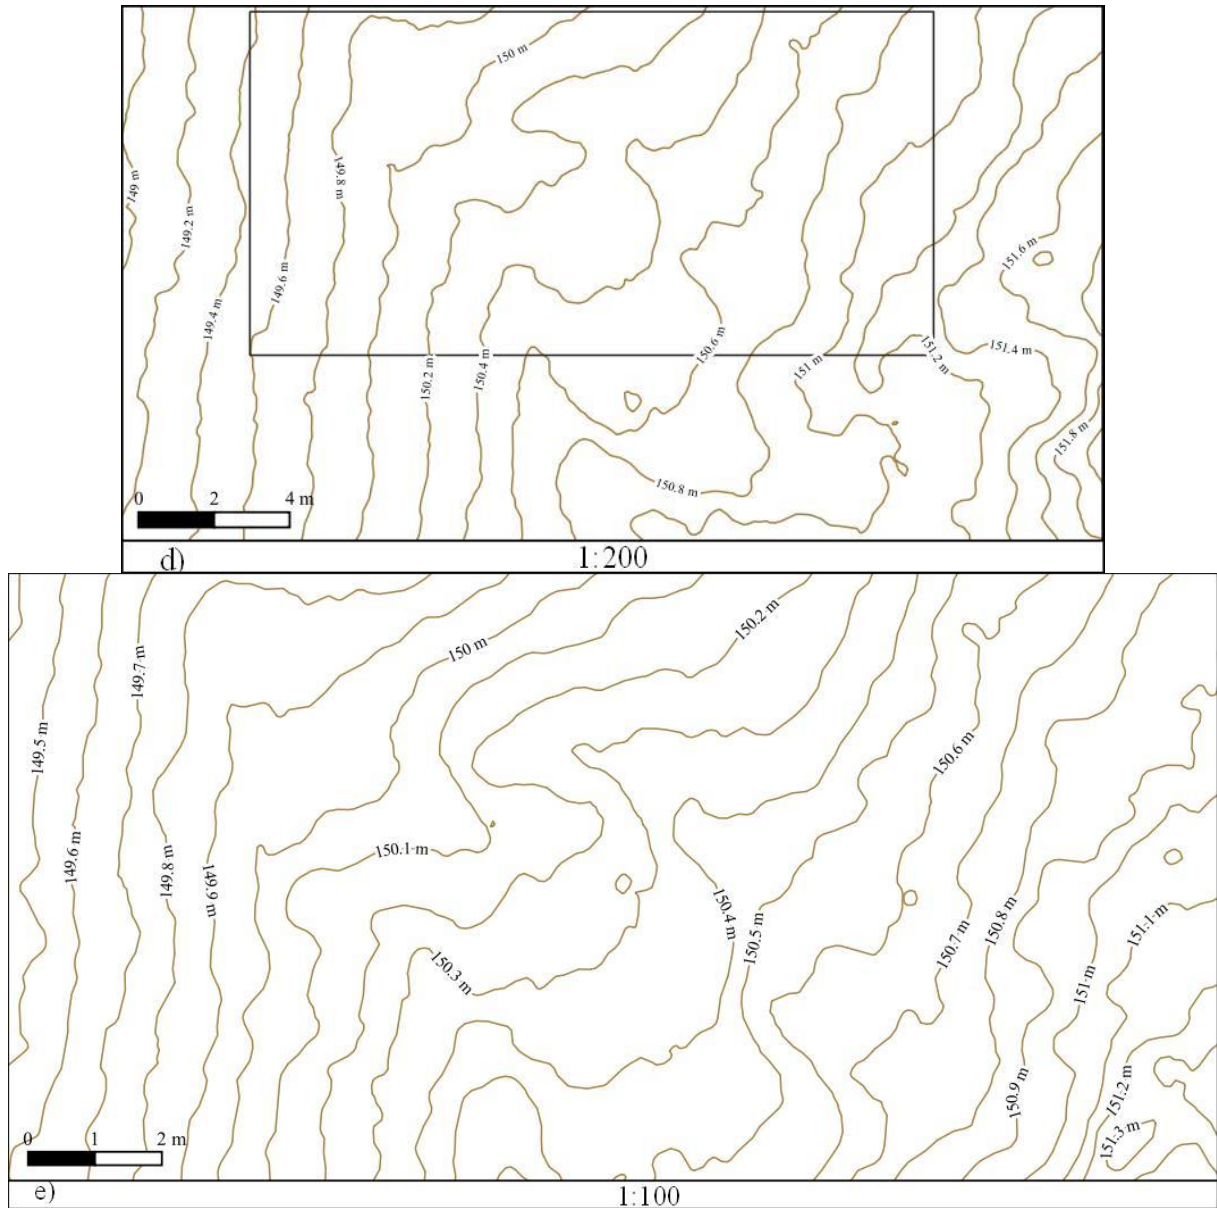 150 m
149 m
149.8 m
149.2 m
151.6 m
149.6 m
149.4 m
150.6 m
151.4 m
151.2 m
150.4 m
150.2 m
151 m
151.8 m
150.8 m
0 2 4 m
d) 1:200
150.2 m
150 m
149.7 m
149.5 m
150.6 m
149.6 m
150.1 m
149.8 m
149.9 m
150.4 m
150.5 m
150.8 m
151.1 m
150.7 m
150.3 m
151 m
150.9 m
151.2 m
151.3 m
0 1 2 m
e) 1:100